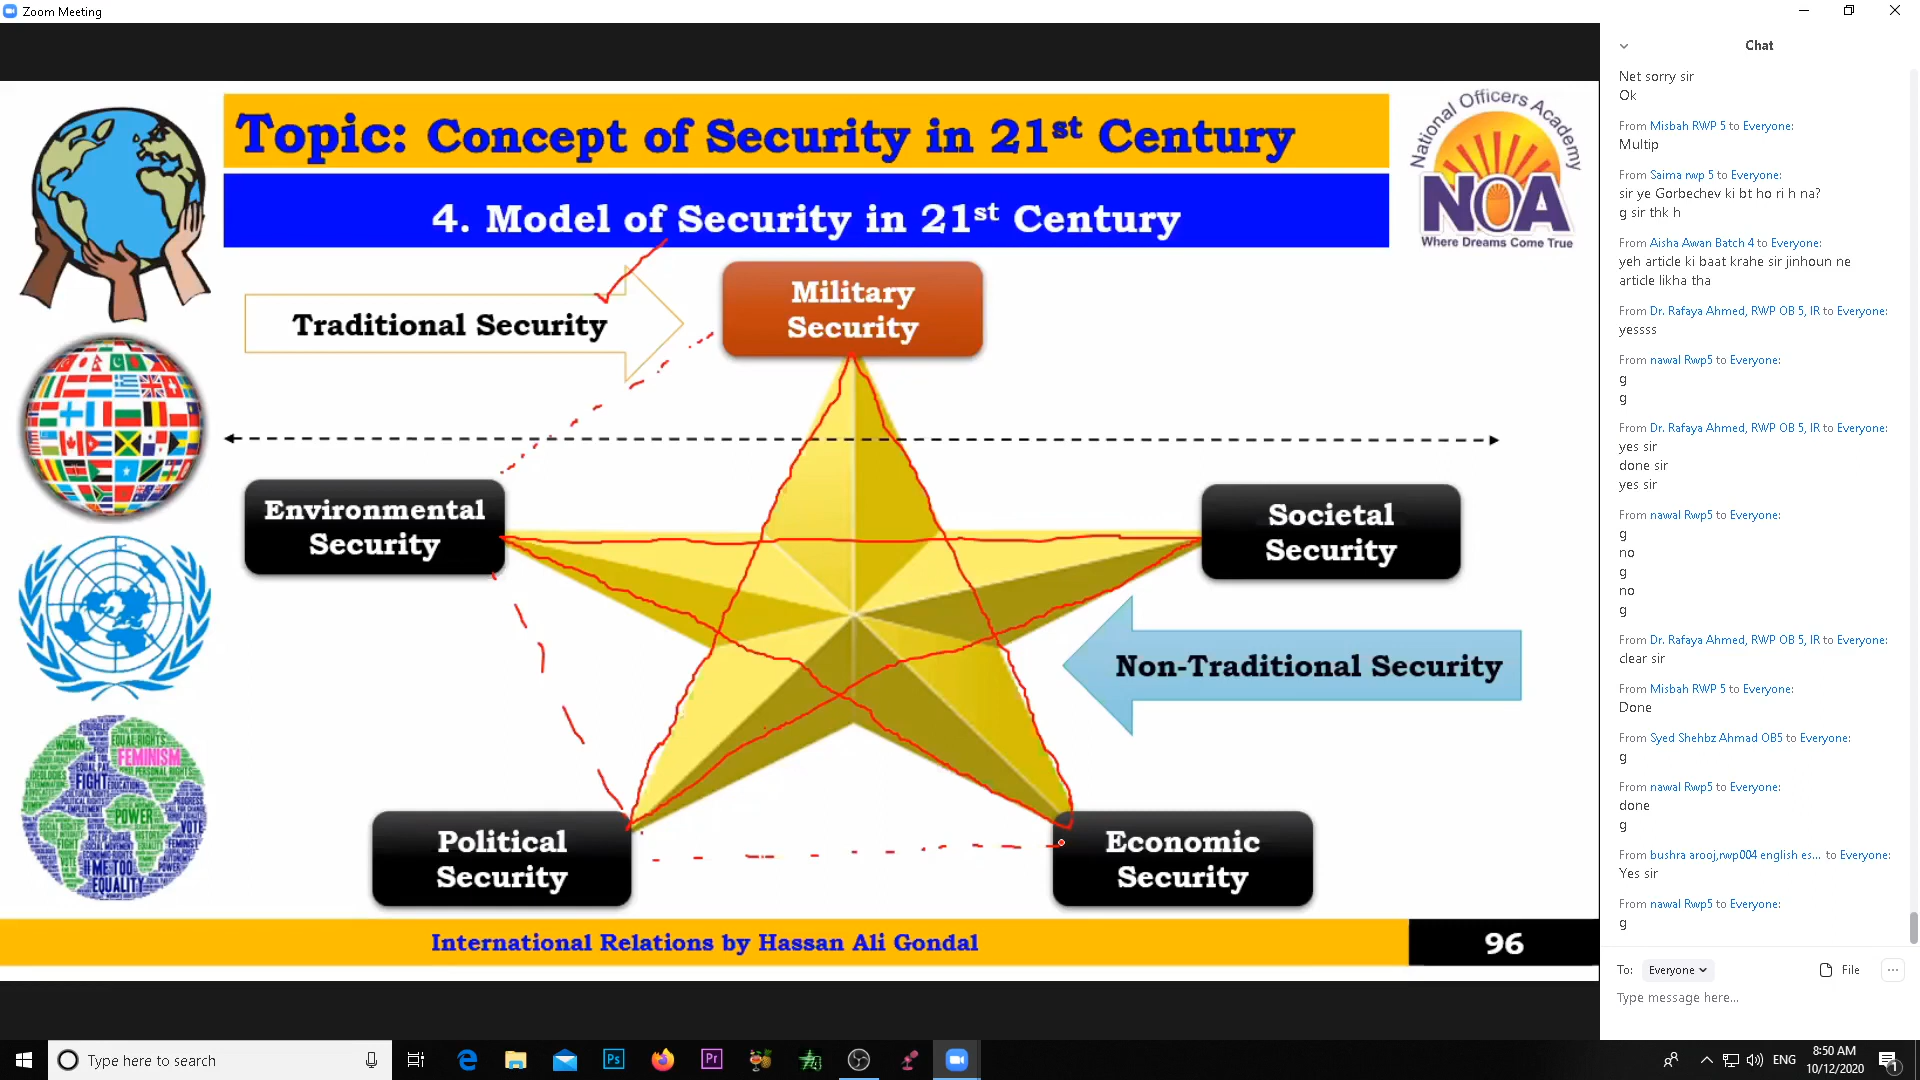 Zoom Meeting
Topic: Concept of Security in 21st Century
4. Model of Security in 21st Century
National Officers Academy
NOA
Where Dreams Come True
Traditional Security
Military
Security
Environmental
Security
Societal
Security
Non-Traditional Security
Political
Security
Economic
Security
FEMINISM
WOMEN
EQUAL RIGHTS
FIGHT
POWER
VOTE
#ME TOO
EQUALITY
International Relations by Hassan Ali Gondal
96
Chat
Net sorry sir
Ok
From Misbah RWP 5 to Everyone:
Multip
From Saima rwp 5 to Everyone:
sir ye Gorbechev ki bt ho ri h na?
g sir thk h
From Aisha Awan Batch 4 to Everyone:
yeh article ki baat krahe sir jinhoun ne
article likha tha
From Dr. Rafaya Ahmed, RWP OB 5, IR to Everyone:
yessss
From nawal Rwp5 to Everyone:
g
g
From Dr. Rafaya Ahmed, RWP OB 5, IR to Everyone:
yes sir
done sir
yes sir
From nawal Rwp5 to Everyone:
g
no
g
no
g
From Dr. Rafaya Ahmed, RWP OB 5, IR to Everyone:
clear sir
From Misbah RWP 5 to Everyone:
Done
From Syed Shehbz Ahmad OB5 to Everyone:
g
From nawal Rwp5 to Everyone:
done
g
From bushra arooj,rwp004 english es... to Everyone:
Yes sir
From nawal Rwp5 to Everyone:
g
To: Everyone File
Type message here...
Type here to search
Ps
Pr
ENG
8:50 AM
10/12/2020
1